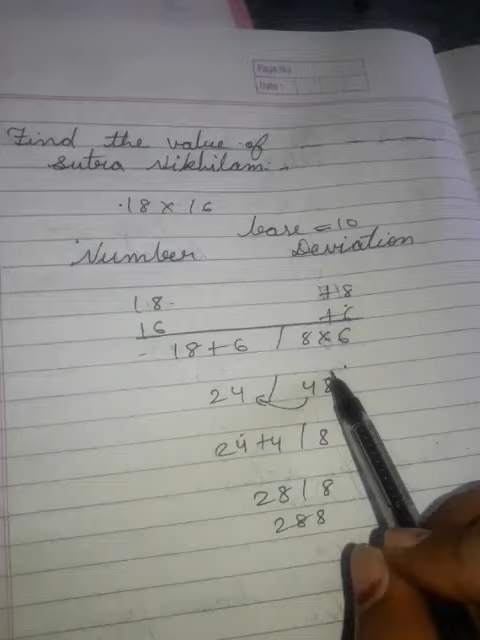 Page No
Date:
Find the value of
sutra Nikhilam:-
.18 x 16
base = 10
Number Deviation
18 +8
16 +6
18+6 / 8x6
24 / 48
24+4 / 8
28 / 8
288